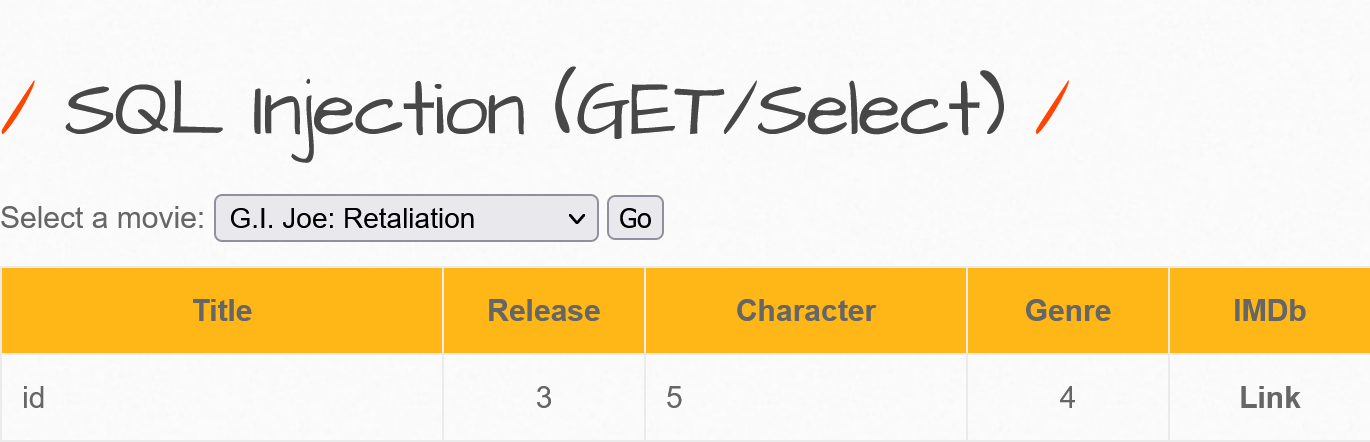 / SQL Injection (GET/Select) /
Select a movie: G.I. Joe: Retaliation Go
Title Release Character Genre IMDb
id 3 5 4 Link